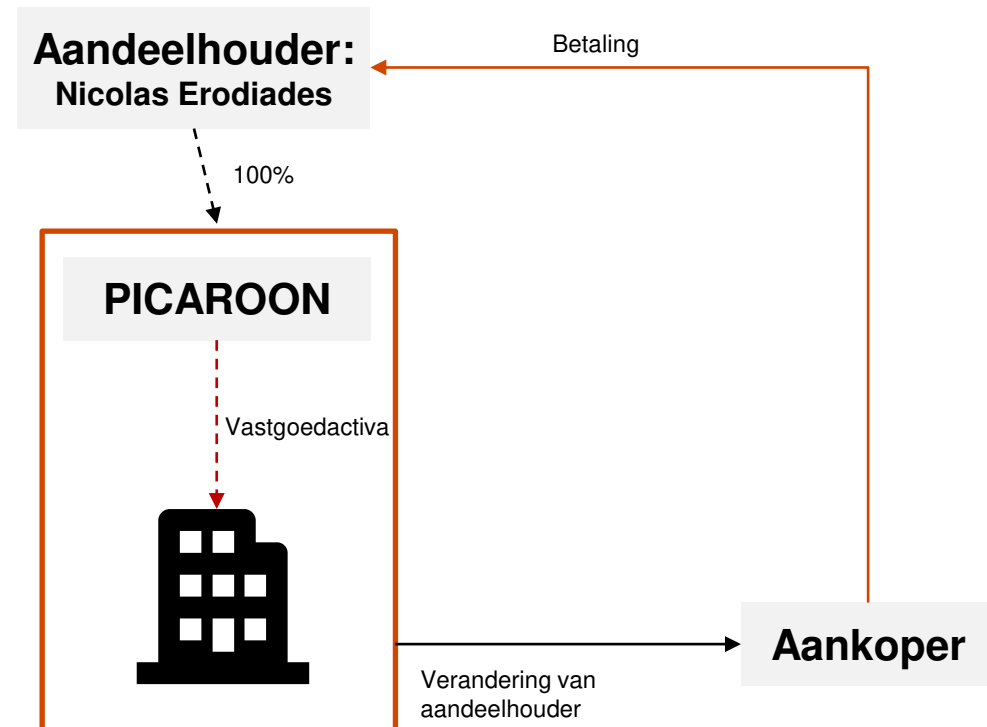 Aandeelhouder:
Nicolas Erodiades
Betaling
100%
PICAROON
Vastgoedactiva
Aankoper
Verandering van
aandeelhouder